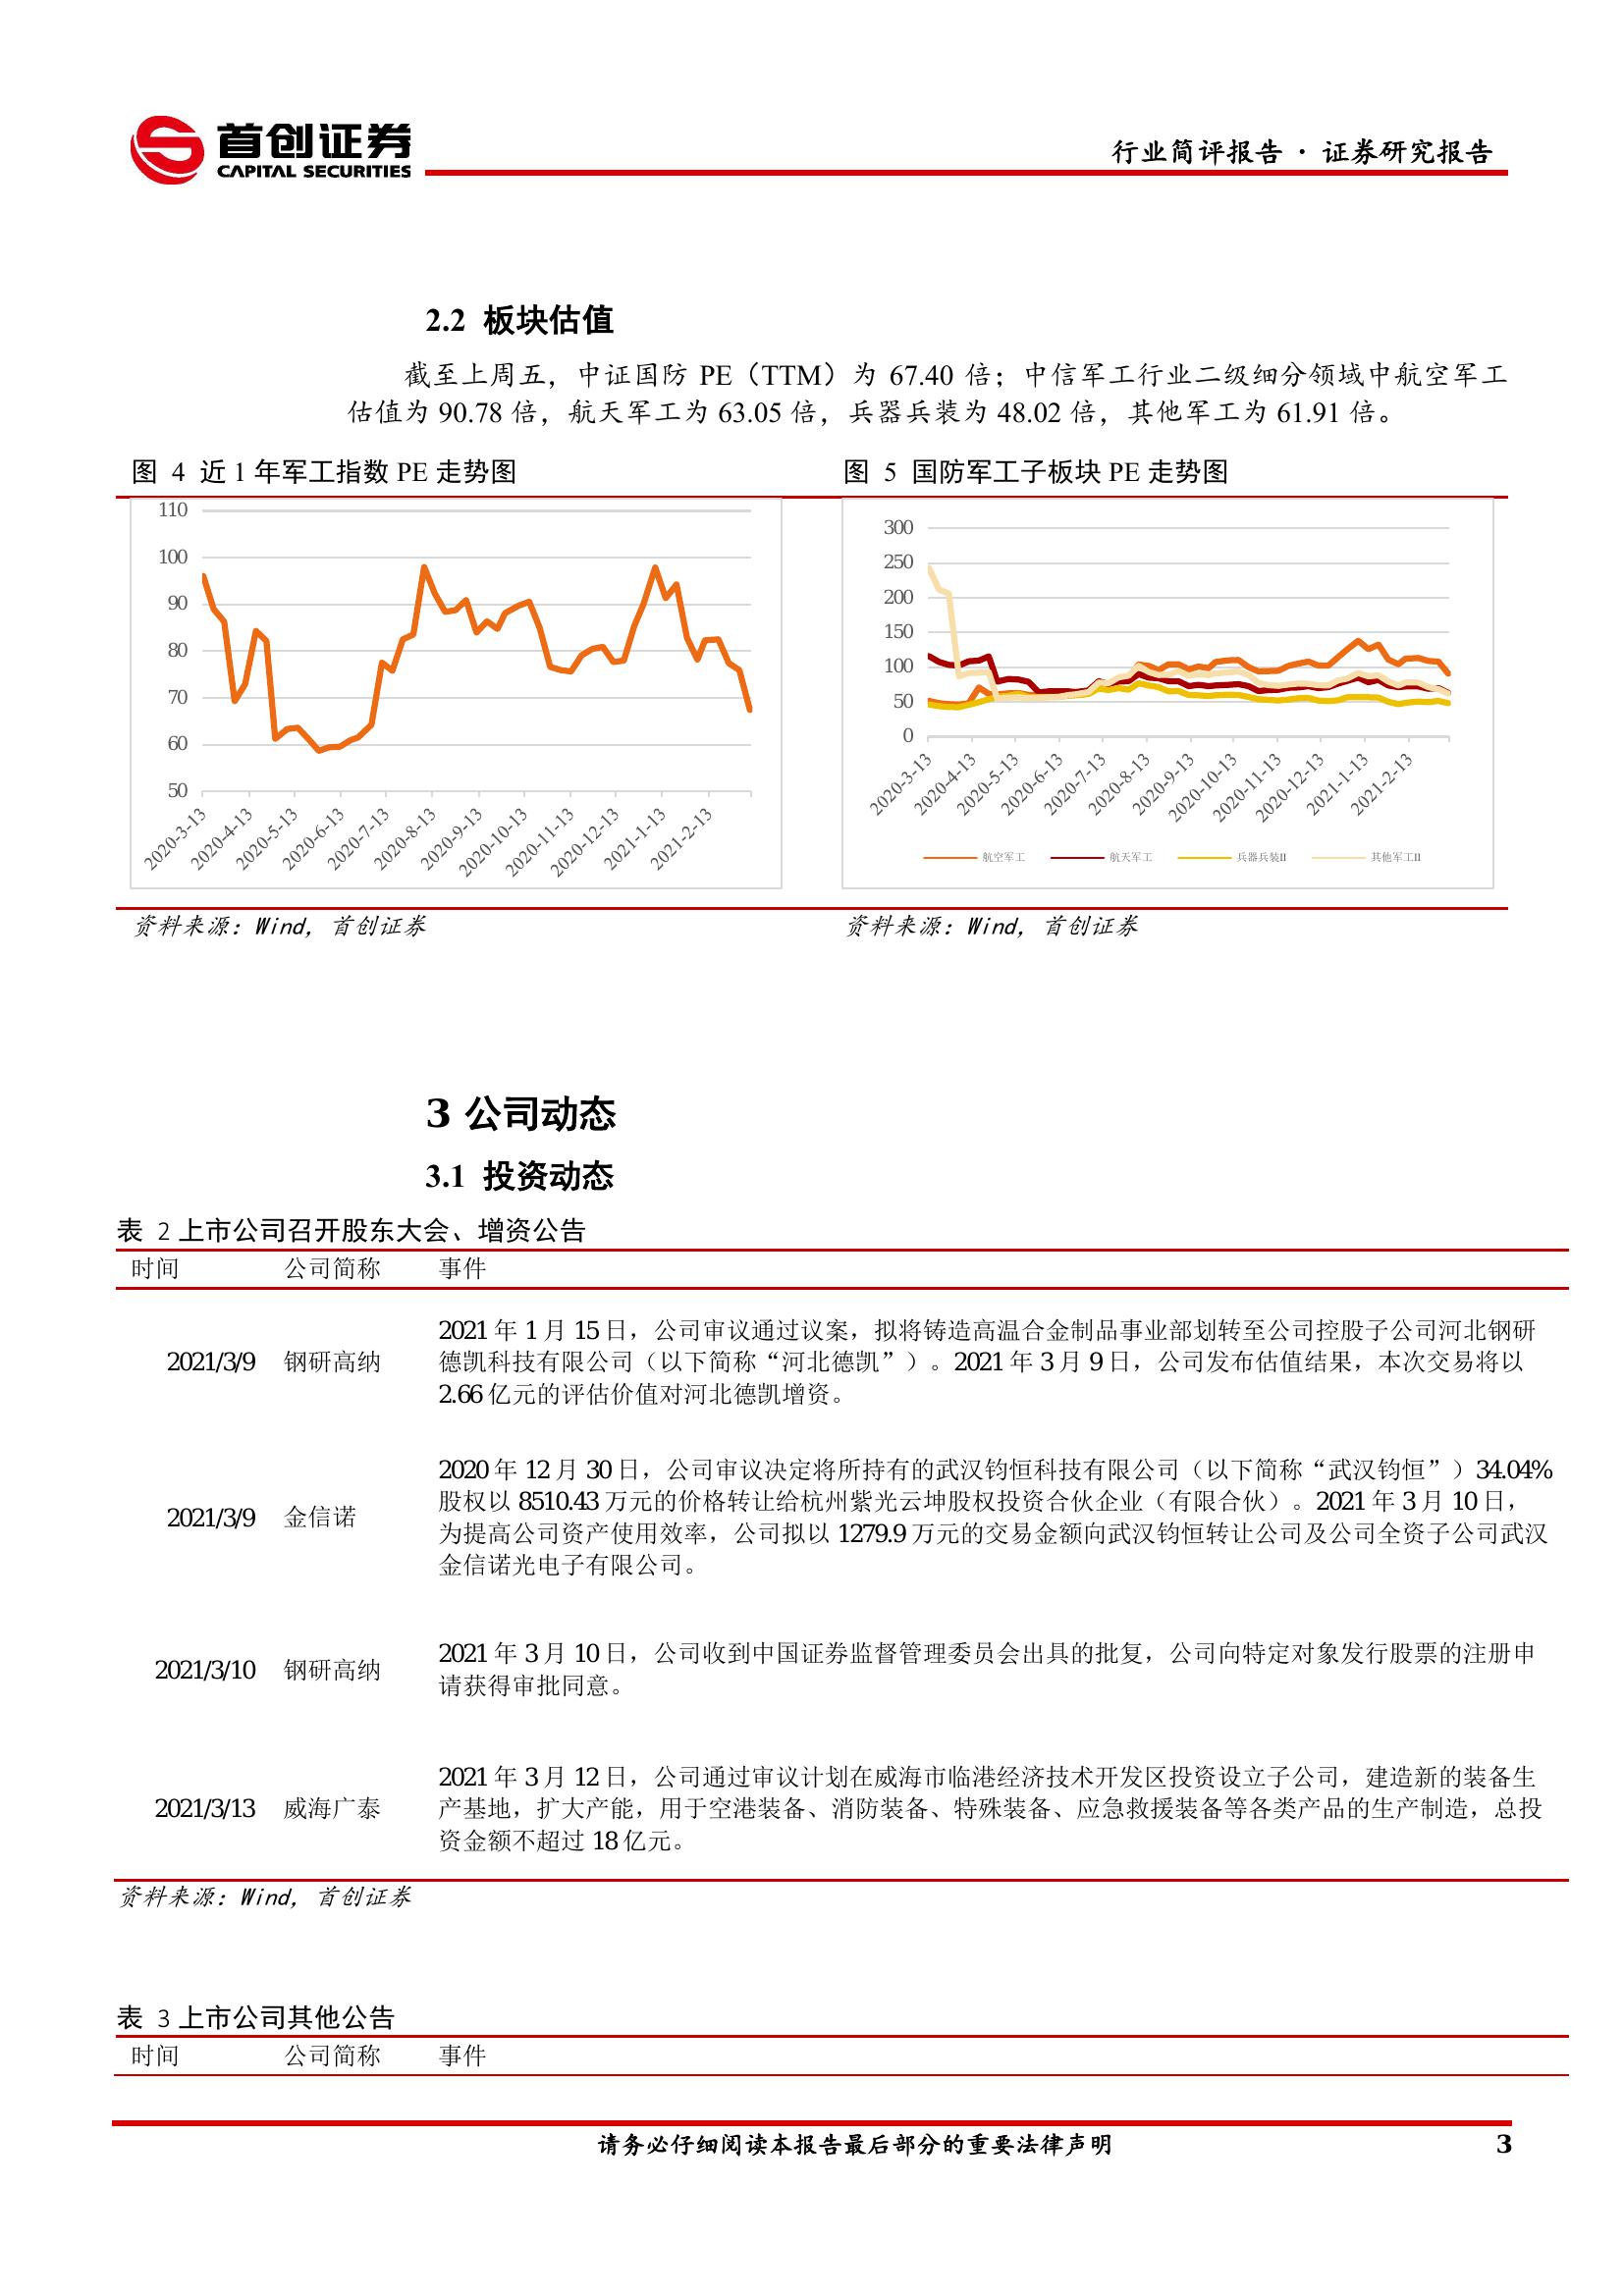 首创证券
CAPITAL SECURITIES
行业简评报告 · 证券研究报告
2.2 板块估值
截至上周五，中证国防 PE（TTM）为 67.40 倍；中信军工行业二级细分领域中航空军工
估值为 90.78 倍，航天军工为 63.05 倍，兵器兵装为 48.02 倍，其他军工为 61.91 倍。
图 4 近 1 年军工指数 PE 走势图
110
100
90
80
70
60
50
2020-3-13
2020-4-13
2020-5-13
2020-6-13
2020-7-13
2020-8-13
2020-9-13
2020-10-13
2020-11-13
2020-12-13
2021-1-13
2021-2-13
资料来源：Wind，首创证券
图 5 国防军工子板块 PE 走势图
300
250
200
150
100
50
0
2020-3-13
2020-4-13
2020-5-13
2020-6-13
2020-7-13
2020-8-13
2020-9-13
2020-10-13
2020-11-13
2020-12-13
2021-1-13
2021-2-13
航空军工 航天军工 兵器兵装II 其他军工II
资料来源：Wind，首创证券
3 公司动态
3.1 投资动态
表 2 上市公司召开股东大会、增资公告
时间 公司简称 事件
2021/3/9 钢研高纳
2021 年 1 月 15 日，公司审议通过议案，拟将铸造高温合金制品事业部划转至公司控股子公司河北钢研
德凯科技有限公司（以下简称“河北德凯”）。2021 年 3 月 9 日，公司发布估值结果，本次交易将以
2.66 亿元的评估价值对河北德凯增资。
2021/3/9 金信诺
2020 年 12 月 30 日，公司审议决定将所持有的武汉钧恒科技有限公司（以下简称“武汉钧恒”）34.04%
股权以 8510.43 万元的价格转让给杭州紫光云坤股权投资合伙企业（有限合伙）。2021 年 3 月 10 日，
为提高公司资产使用效率，公司拟以 1279.9 万元的交易金额向武汉钧恒转让公司及公司全资子公司武汉
金信诺光电子有限公司。
2021/3/10 钢研高纳
2021 年 3 月 10 日，公司收到中国证券监督管理委员会出具的批复，公司向特定对象发行股票的注册申
请获得审批同意。
2021/3/13 威海广泰
2021 年 3 月 12 日，公司通过审议计划在威海市临港经济技术开发区投资设立子公司，建造新的装备生
产基地，扩大产能，用于空港装备、消防装备、特殊装备、应急救援装备等各类产品的生产制造，总投
资金额不超过 18 亿元。
资料来源：Wind，首创证券
表 3 上市公司其他公告
时间 公司简称 事件
请务必仔细阅读本报告最后部分的重要法律声明 3